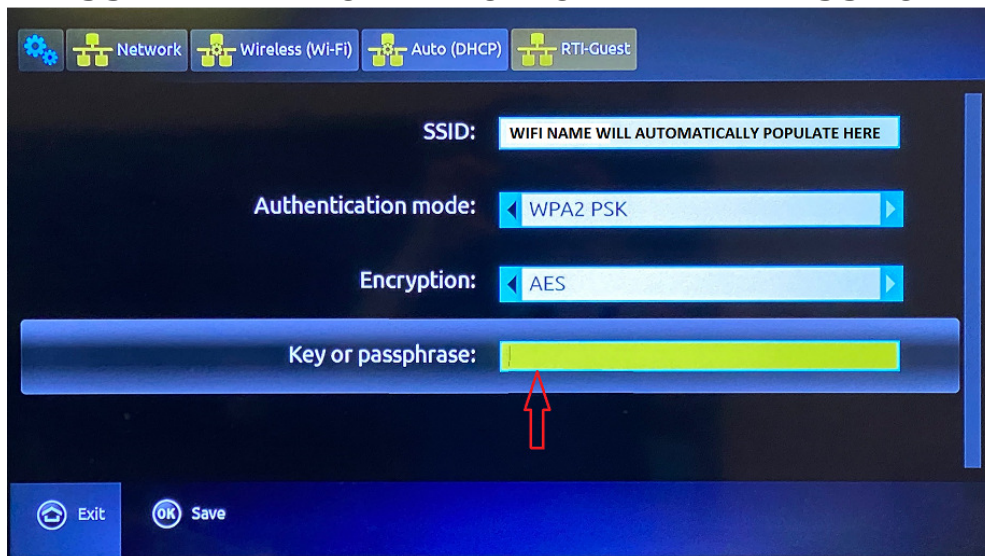 Network Wireless (Wi-Fi) Auto (DHCP) RTI-Guest
SSID: WIFI NAME WILL AUTOMATICALLY POPULATE HERE
Authentication mode: WPA2 PSK
Encryption: AES
Key or passphrase:
Exit OK Save